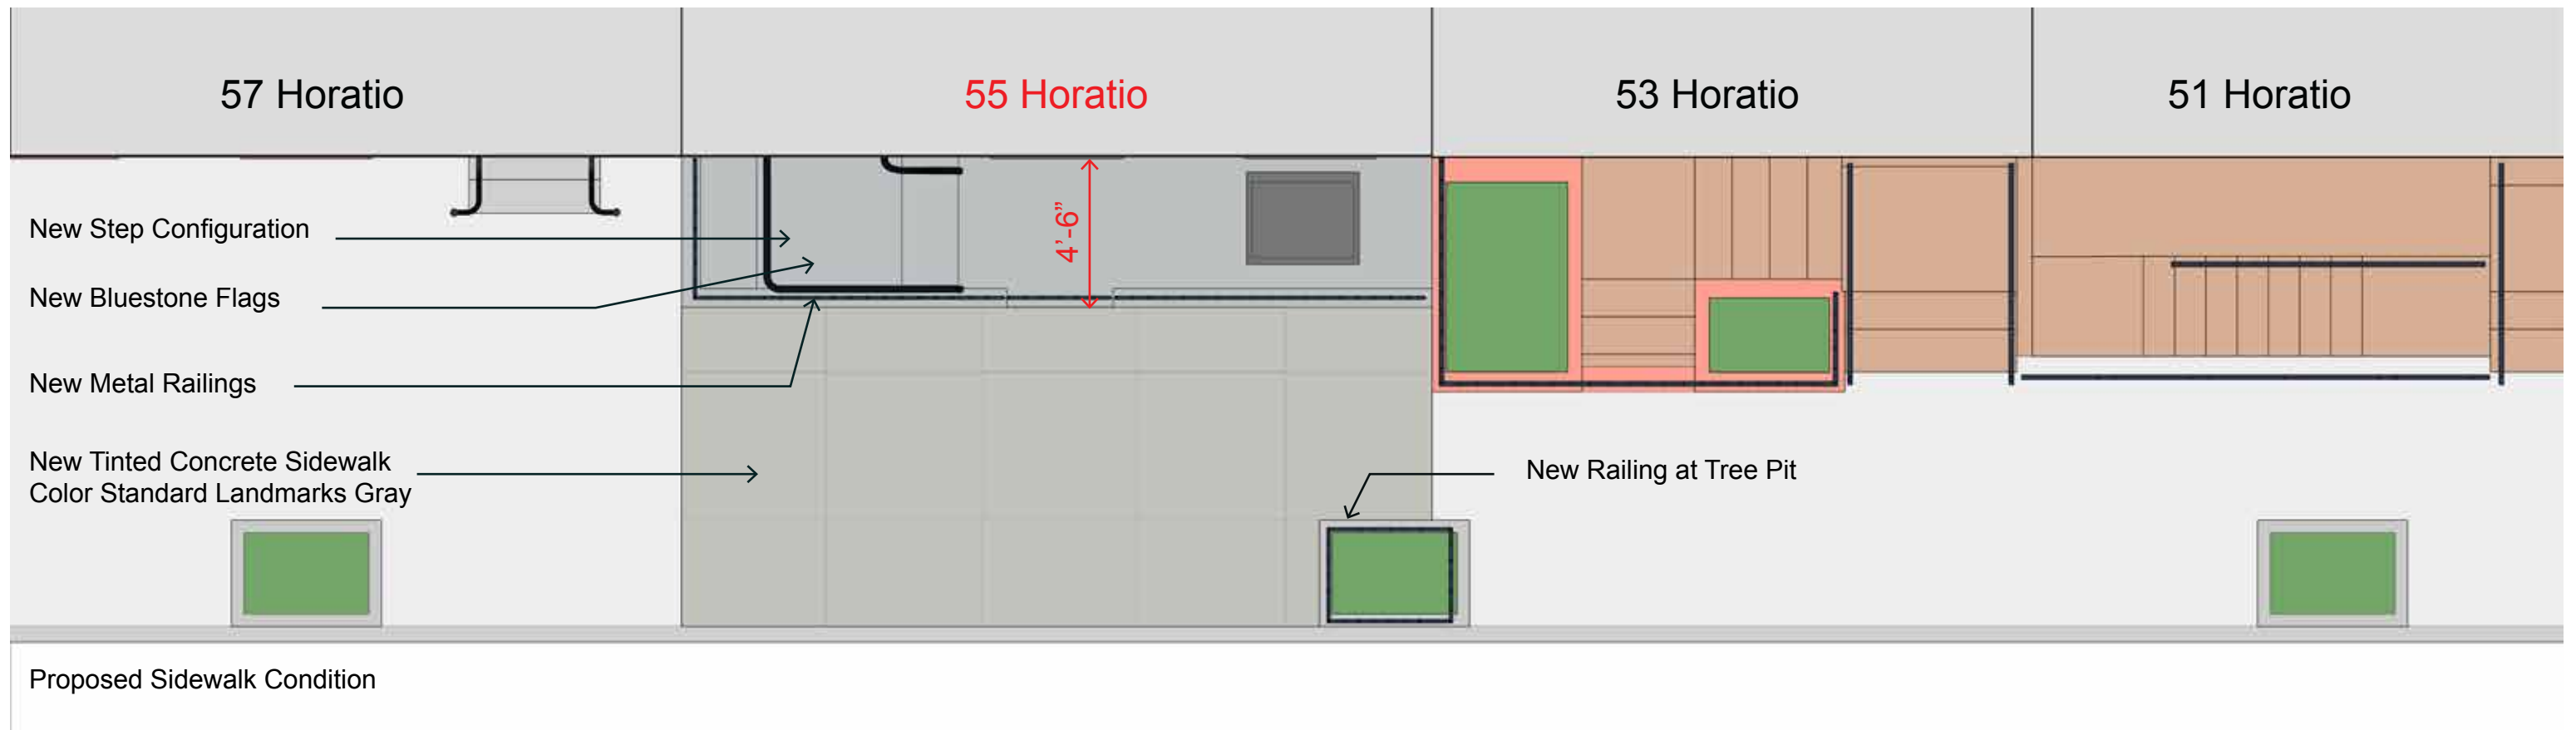 57 Horatio
55 Horatio
53 Horatio
51 Horatio
4’-6”
New Step Configuration
New Bluestone Flags
New Metal Railings
New Tinted Concrete Sidewalk
Color Standard Landmarks Gray
New Railing at Tree Pit
Proposed Sidewalk Condition